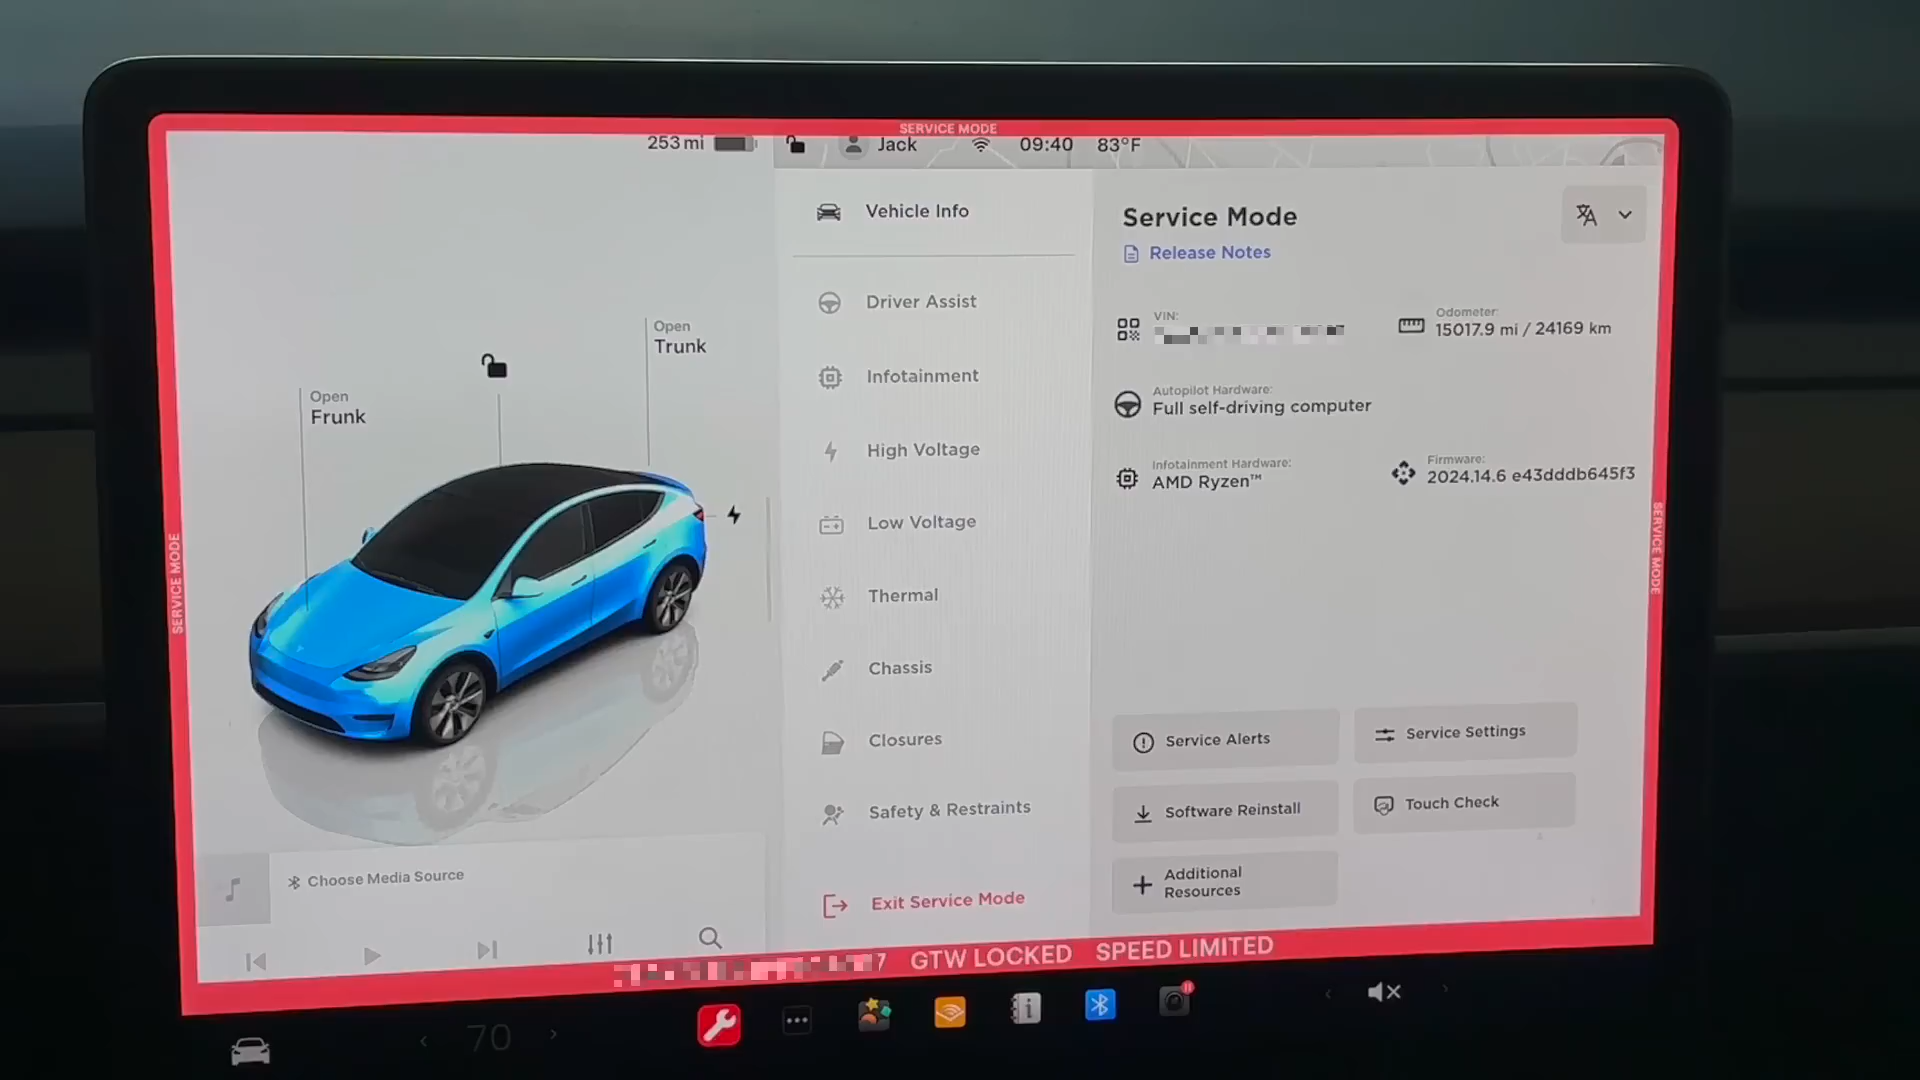 SERVICE MODE
253 mi
Jack
09:40
83°F
Vehicle Info
Driver Assist
Infotainment
High Voltage
Low Voltage
Thermal
Chassis
Closures
Safety & Restraints
Exit Service Mode
Service Mode
Release Notes
VIN:
Odometer:
15017.9 mi / 24169 km
Autopilot Hardware:
Full self-driving computer
Infotainment Hardware:
AMD Ryzen™
Firmware:
2024.14.6 e43dddb645f3
Service Alerts
Service Settings
Software Reinstall
Touch Check
Additional
Resources
Open
Trunk
Open
Frunk
SERVICE MODE
SERVICE MODE
Choose Media Source
7 GTW LOCKED SPEED LIMITED
70